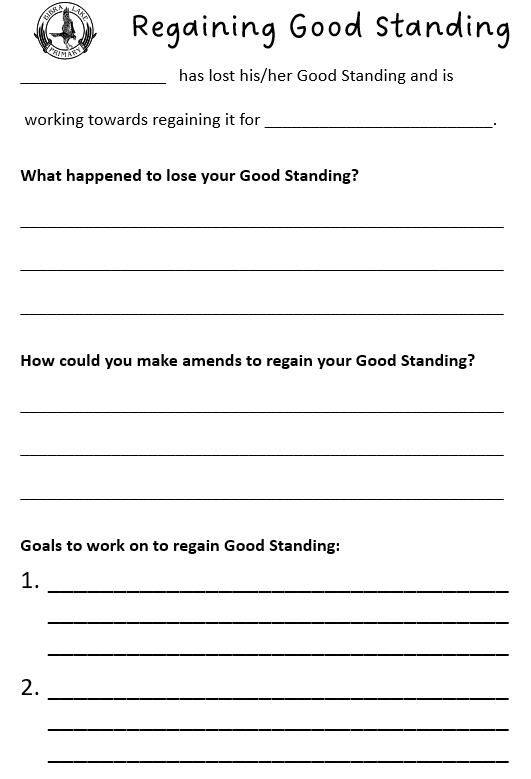 BIBRA LAKE
PRIMARY
Regaining Good Standing
________________ has lost his/her Good Standing and is
working towards regaining it for _________________________.
What happened to lose your Good Standing?
How could you make amends to regain your Good Standing?
Goals to work on to regain Good Standing:
1.
2.